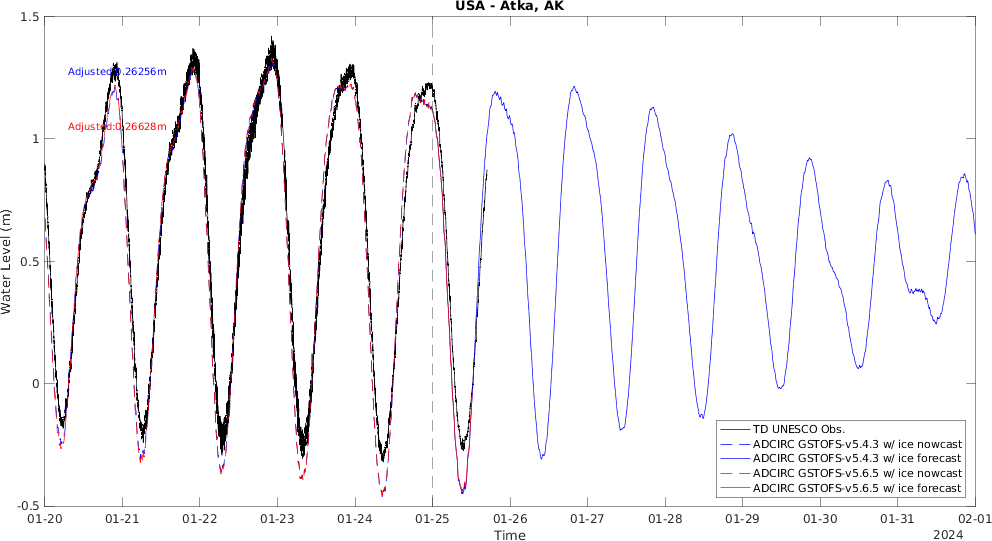 USA - Atka, AK
1.5
1
0.5
0
-0.5
Water Level (m)
Adjusted:0.26256m
Adjusted:0.26628m
TD UNESCO Obs.
ADCIRC GSTOFS-v5.4.3 w/ ice nowcast
ADCIRC GSTOFS-v5.4.3 w/ ice forecast
ADCIRC GSTOFS-v5.6.5 w/ ice nowcast
ADCIRC GSTOFS-v5.6.5 w/ ice forecast
01-20 01-21 01-22 01-23 01-24 01-25 01-26 01-27 01-28 01-29 01-30 01-31 02-01
Time
2024